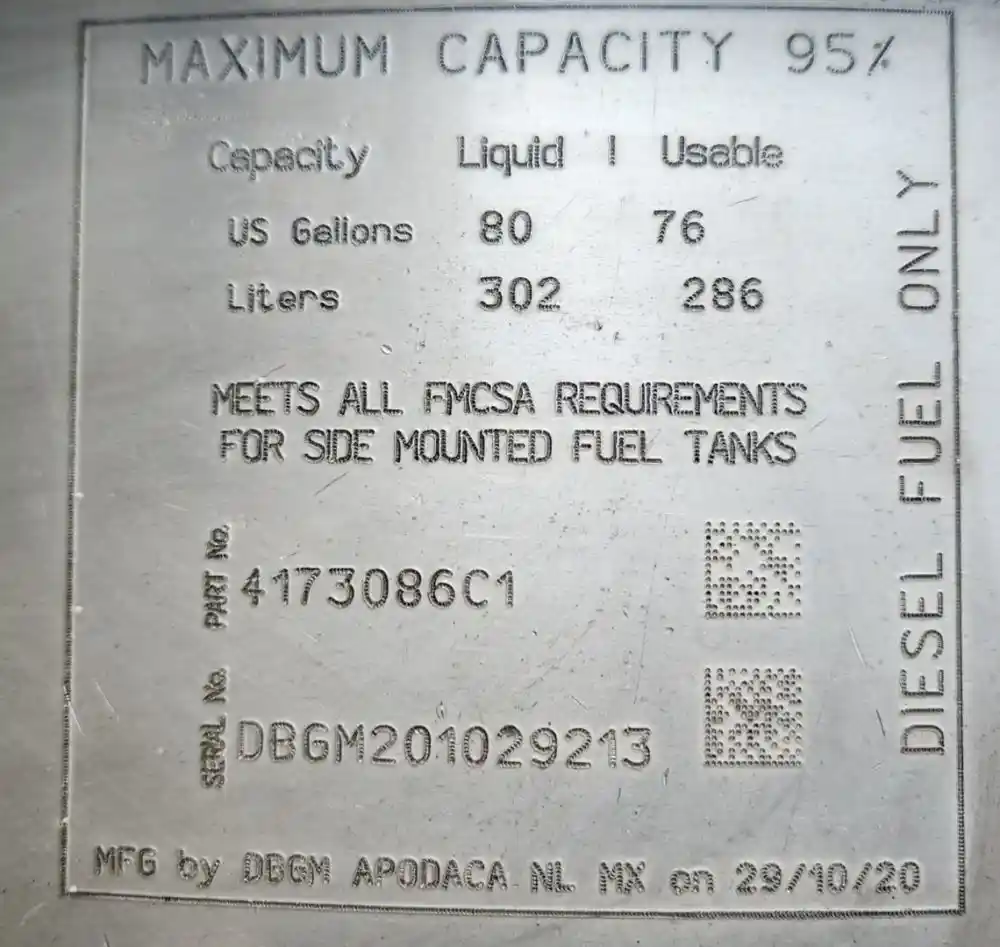 MAXIMUM CAPACITY 95%
Capacity Liquid | Usable
US Gallons 80 76
Liters 302 286
MEETS ALL FMCSA REQUIREMENTS
FOR SIDE MOUNTED FUEL TANKS
PART No. 4173086C1
SERIAL No. DBGM201029213
MFG by DBGM APODACA NL MX on 29/10/20
DIESEL FUEL ONLY